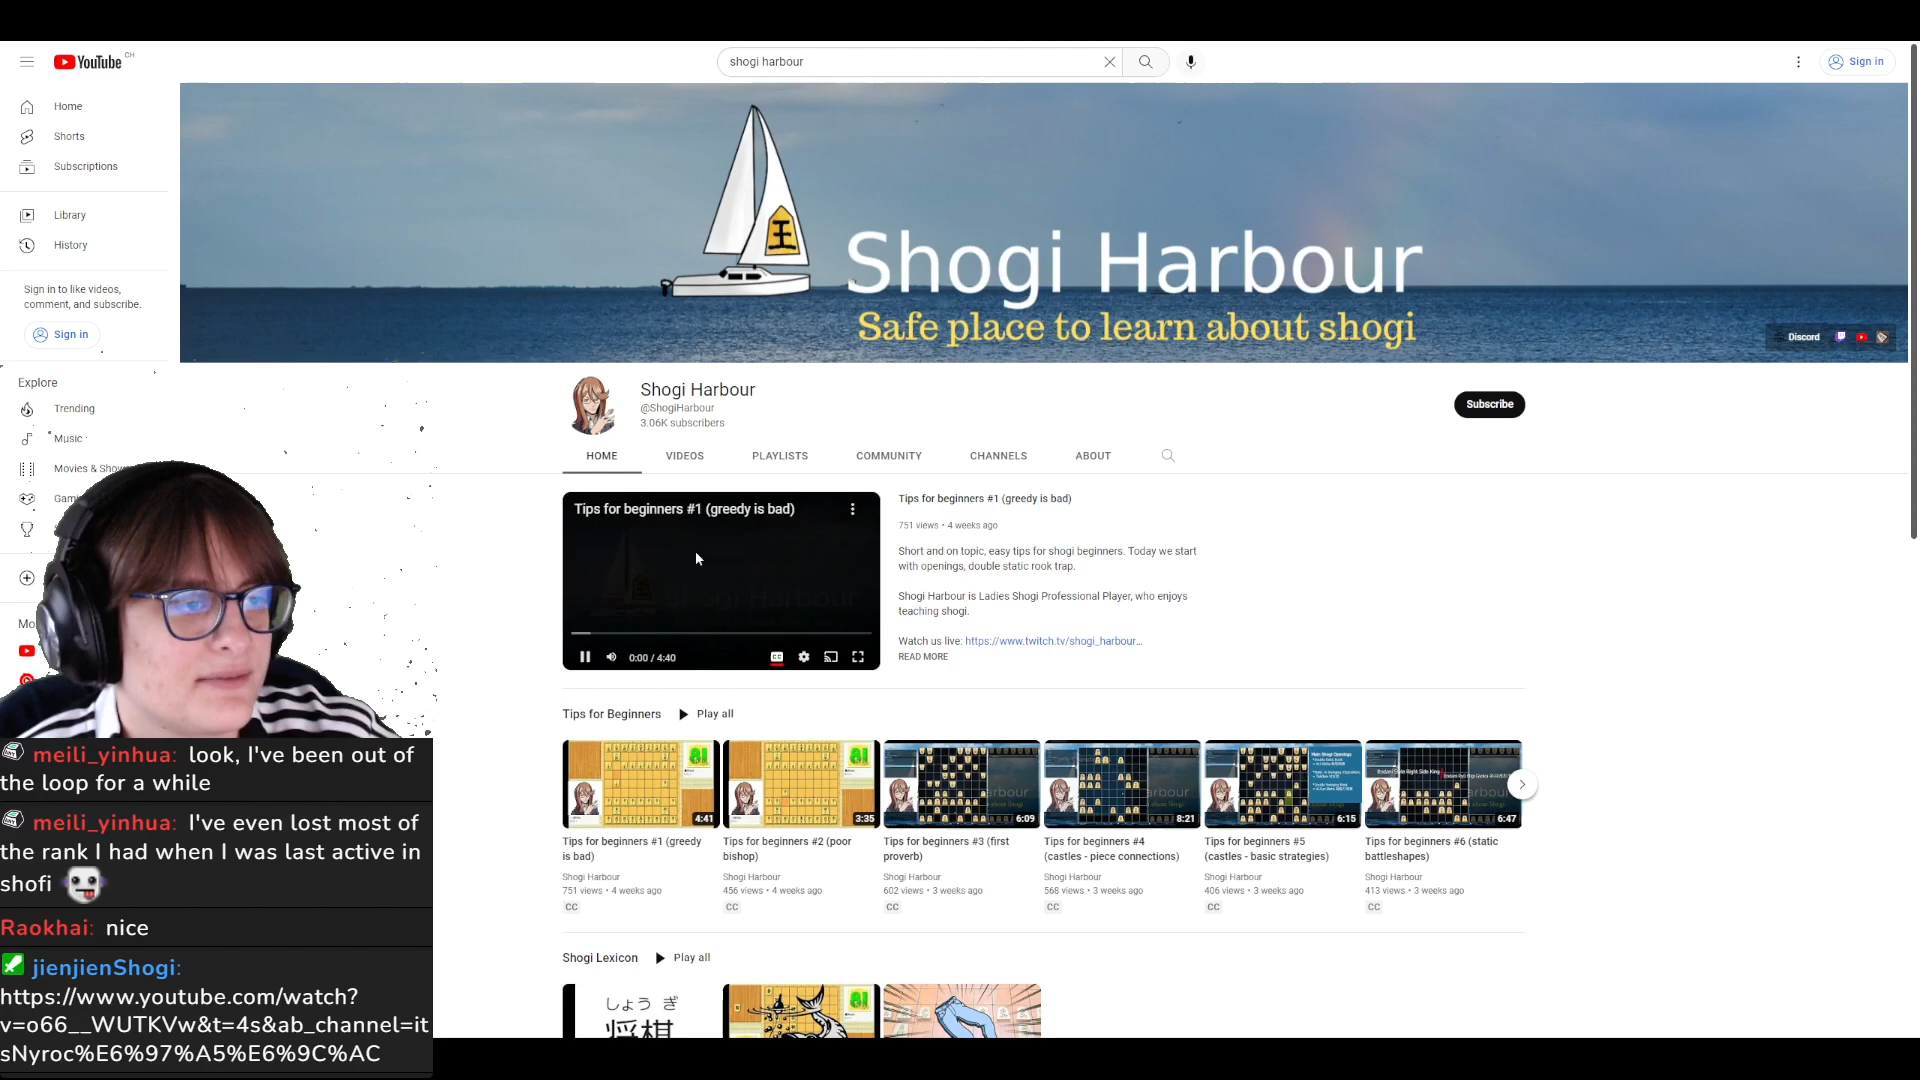 YouTube CH
shogi harbour
Sign in
Home
Shorts
Subscriptions
Library
History
Sign in to like videos,
comment, and subscribe.
Sign in
Explore
Trending
Music
Movies & Show
Gami
Mo
王
Shogi Harbour
Safe place to learn about shogi
Discord
Shogi Harbour
@ShogiHarbour
3.06K subscribers
Subscribe
HOME VIDEOS PLAYLISTS COMMUNITY CHANNELS ABOUT
Tips for beginners #1 (greedy is bad)
0:00 / 4:40
Tips for beginners #1 (greedy is bad)
751 views • 4 weeks ago
Short and on topic, easy tips for shogi beginners. Today we start
with openings, double static rook trap.
Shogi Harbour is Ladies Shogi Professional Player, who enjoys
teaching shogi.
Watch us live: https://www.twitch.tv/shogi_harbour...
READ MORE
Tips for Beginners Play all
4:41
3:35
6:09
8:21
6:15
6:47
Tips for beginners #1 (greedy
is bad)
Shogi Harbour
751 views • 4 weeks ago
CC
Tips for beginners #2 (poor
bishop)
Shogi Harbour
456 views • 4 weeks ago
CC
Tips for beginners #3 (first
proverb)
Shogi Harbour
602 views • 3 weeks ago
CC
Tips for beginners #4
(castles - piece connections)
Shogi Harbour
568 views • 3 weeks ago
CC
Tips for beginners #5
(castles - basic strategies)
Shogi Harbour
406 views • 3 weeks ago
CC
Tips for beginners #6 (static
battleshapes)
Shogi Harbour
413 views • 3 weeks ago
CC
Shogi Lexicon Play all
しょう ぎ
将棋
meili_yinhua: look, I've been out of
the loop for a while
meili_yinhua: I've even lost most of
the rank I had when I was last active in
shofi
Raokhai: nice
jienjienShogi:
https://www.youtube.com/watch?
v=o66__WUTKVw&t=4s&ab_channel=it
sNyroc%E6%97%A5%E6%9C%AC